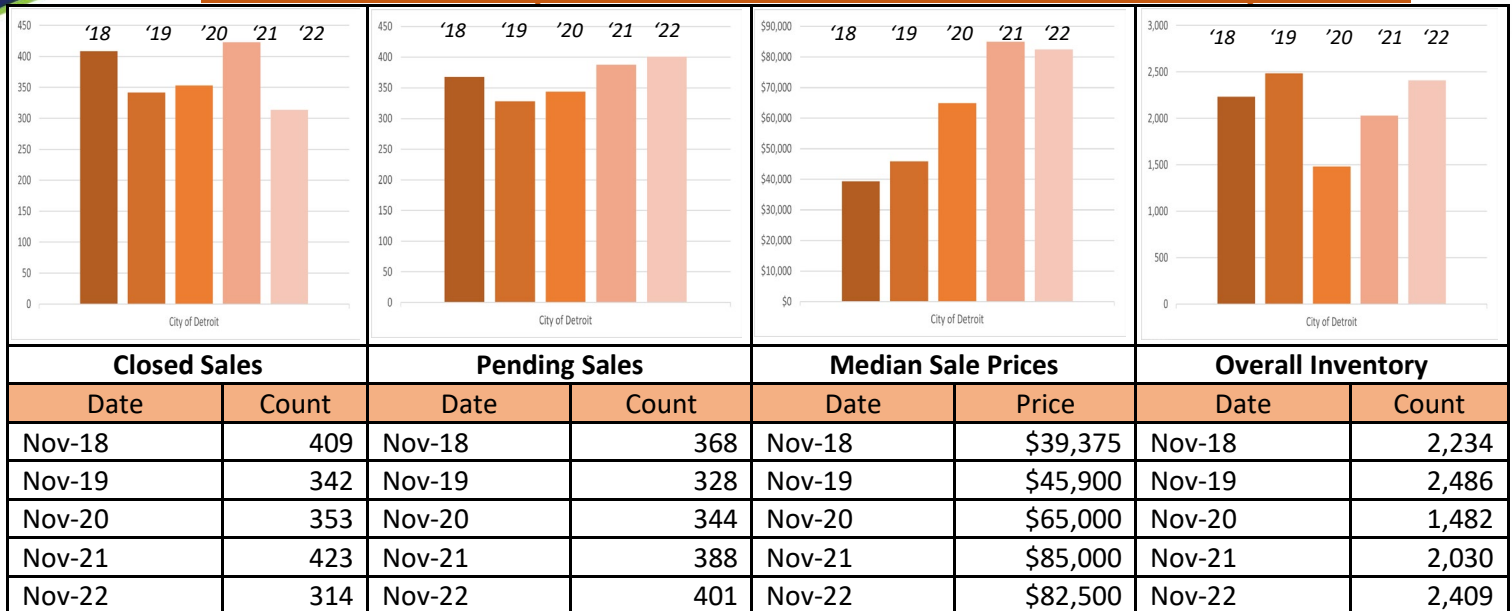 450 400 350 300 250 200 150 100 50 0
‘18 ‘19 ’20 ‘21 ‘22
City of Detroit
450 400 350 300 250 200 150 100 50 0
‘18 ‘19 ’20 ‘21 ‘22
City of Detroit
$90,000 $80,000 $70,000 $60,000 $50,000 $40,000 $30,000 $20,000 $10,000 $0
‘18 ‘19 ’20 ‘21 ‘22
City of Detroit
3,000 2,500 2,000 1,500 1,000 500 0
‘18 ‘19 ’20 ‘21 ‘22
City of Detroit
Closed Sales Pending Sales Median Sale Prices Overall Inventory
Date Count Date Count Date Price Date Count
Nov-18 409 Nov-18 368 Nov-18 $39,375 Nov-18 2,234
Nov-19 342 Nov-19 328 Nov-19 $45,900 Nov-19 2,486
Nov-20 353 Nov-20 344 Nov-20 $65,000 Nov-20 1,482
Nov-21 423 Nov-21 388 Nov-21 $85,000 Nov-21 2,030
Nov-22 314 Nov-22 401 Nov-22 $82,500 Nov-22 2,409